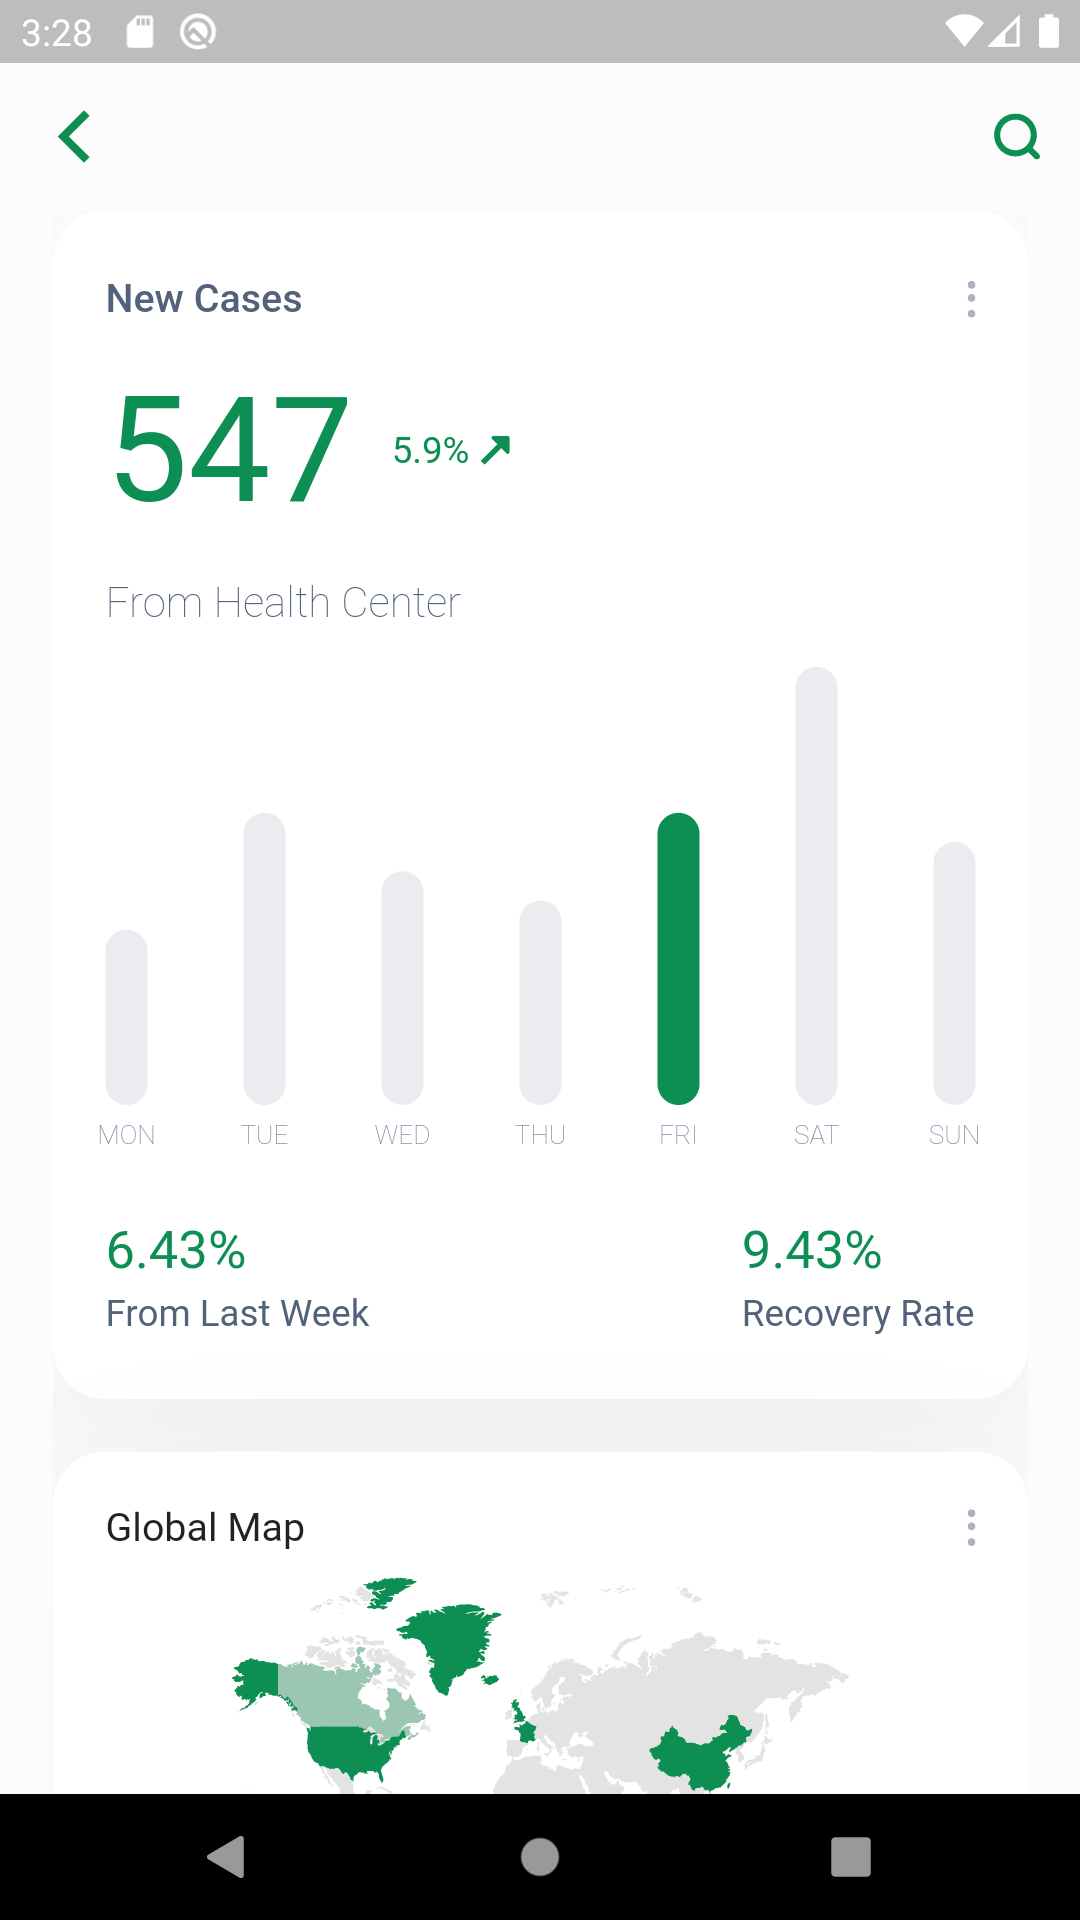 3:28
New Cases
547 5.9%
From Health Center
MON TUE WED THU FRI SAT SUN
6.43% 9.43%
From Last Week Recovery Rate
Global Map